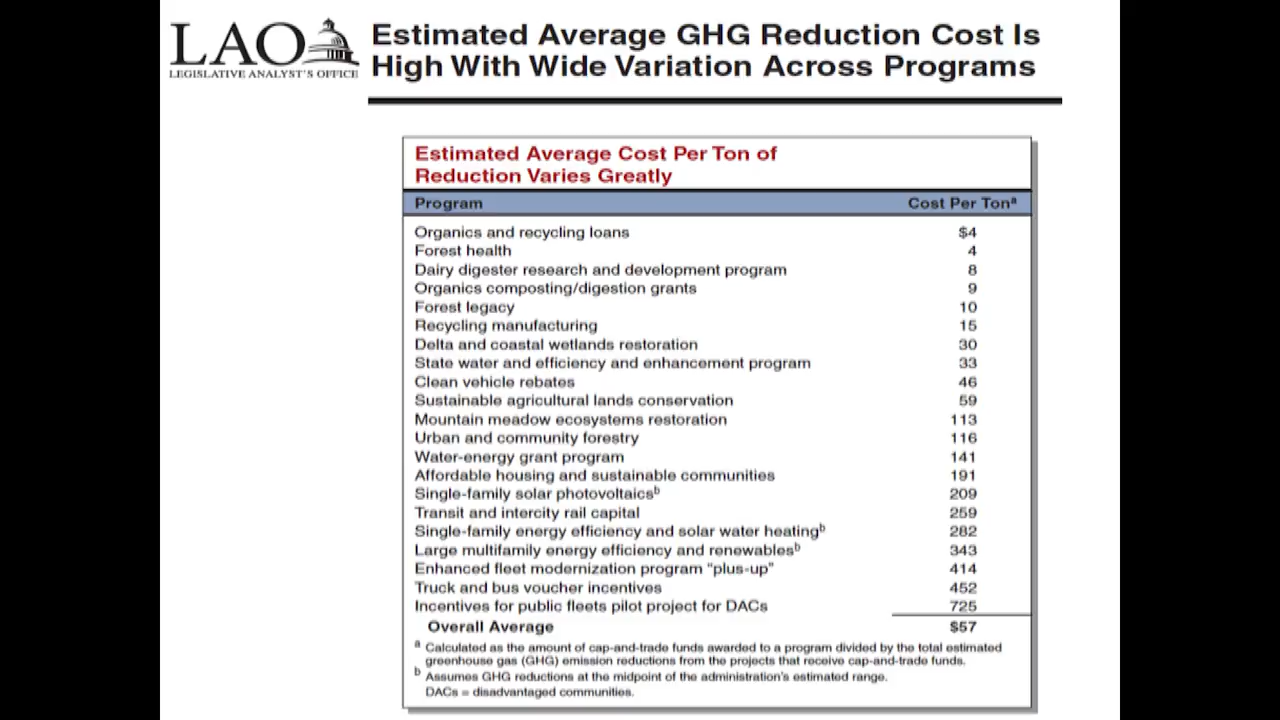 LAO
LEGISLATIVE ANALYST'S OFFICE
Estimated Average GHG Reduction Cost Is
High With Wide Variation Across Programs
Estimated Average Cost Per Ton of
Reduction Varies Greatly
Program Cost Per Tonᵃ
Organics and recycling loans $4
Forest health 4
Dairy digester research and development program 8
Organics composting/digestion grants 9
Forest legacy 10
Recycling manufacturing 15
Delta and coastal wetlands restoration 30
State water and efficiency and enhancement program 33
Clean vehicle rebates 46
Sustainable agricultural lands conservation 59
Mountain meadow ecosystems restoration 113
Urban and community forestry 116
Water-energy grant program 141
Affordable housing and sustainable communities 191
Single-family solar photovoltaicsᵇ 209
Transit and intercity rail capital 259
Single-family energy efficiency and solar water heatingᵇ 282
Large multifamily energy efficiency and renewablesᵇ 343
Enhanced fleet modernization program "plus-up" 414
Truck and bus voucher incentives 452
Incentives for public fleets pilot project for DACs 725
Overall Average $57
ᵃ Calculated as the amount of cap-and-trade funds awarded to a program divided by the total estimated
greenhouse gas (GHG) emission reductions from the projects that receive cap-and-trade funds.
ᵇ Assumes GHG reductions at the midpoint of the administration's estimated range.
DACs = disadvantaged communities.